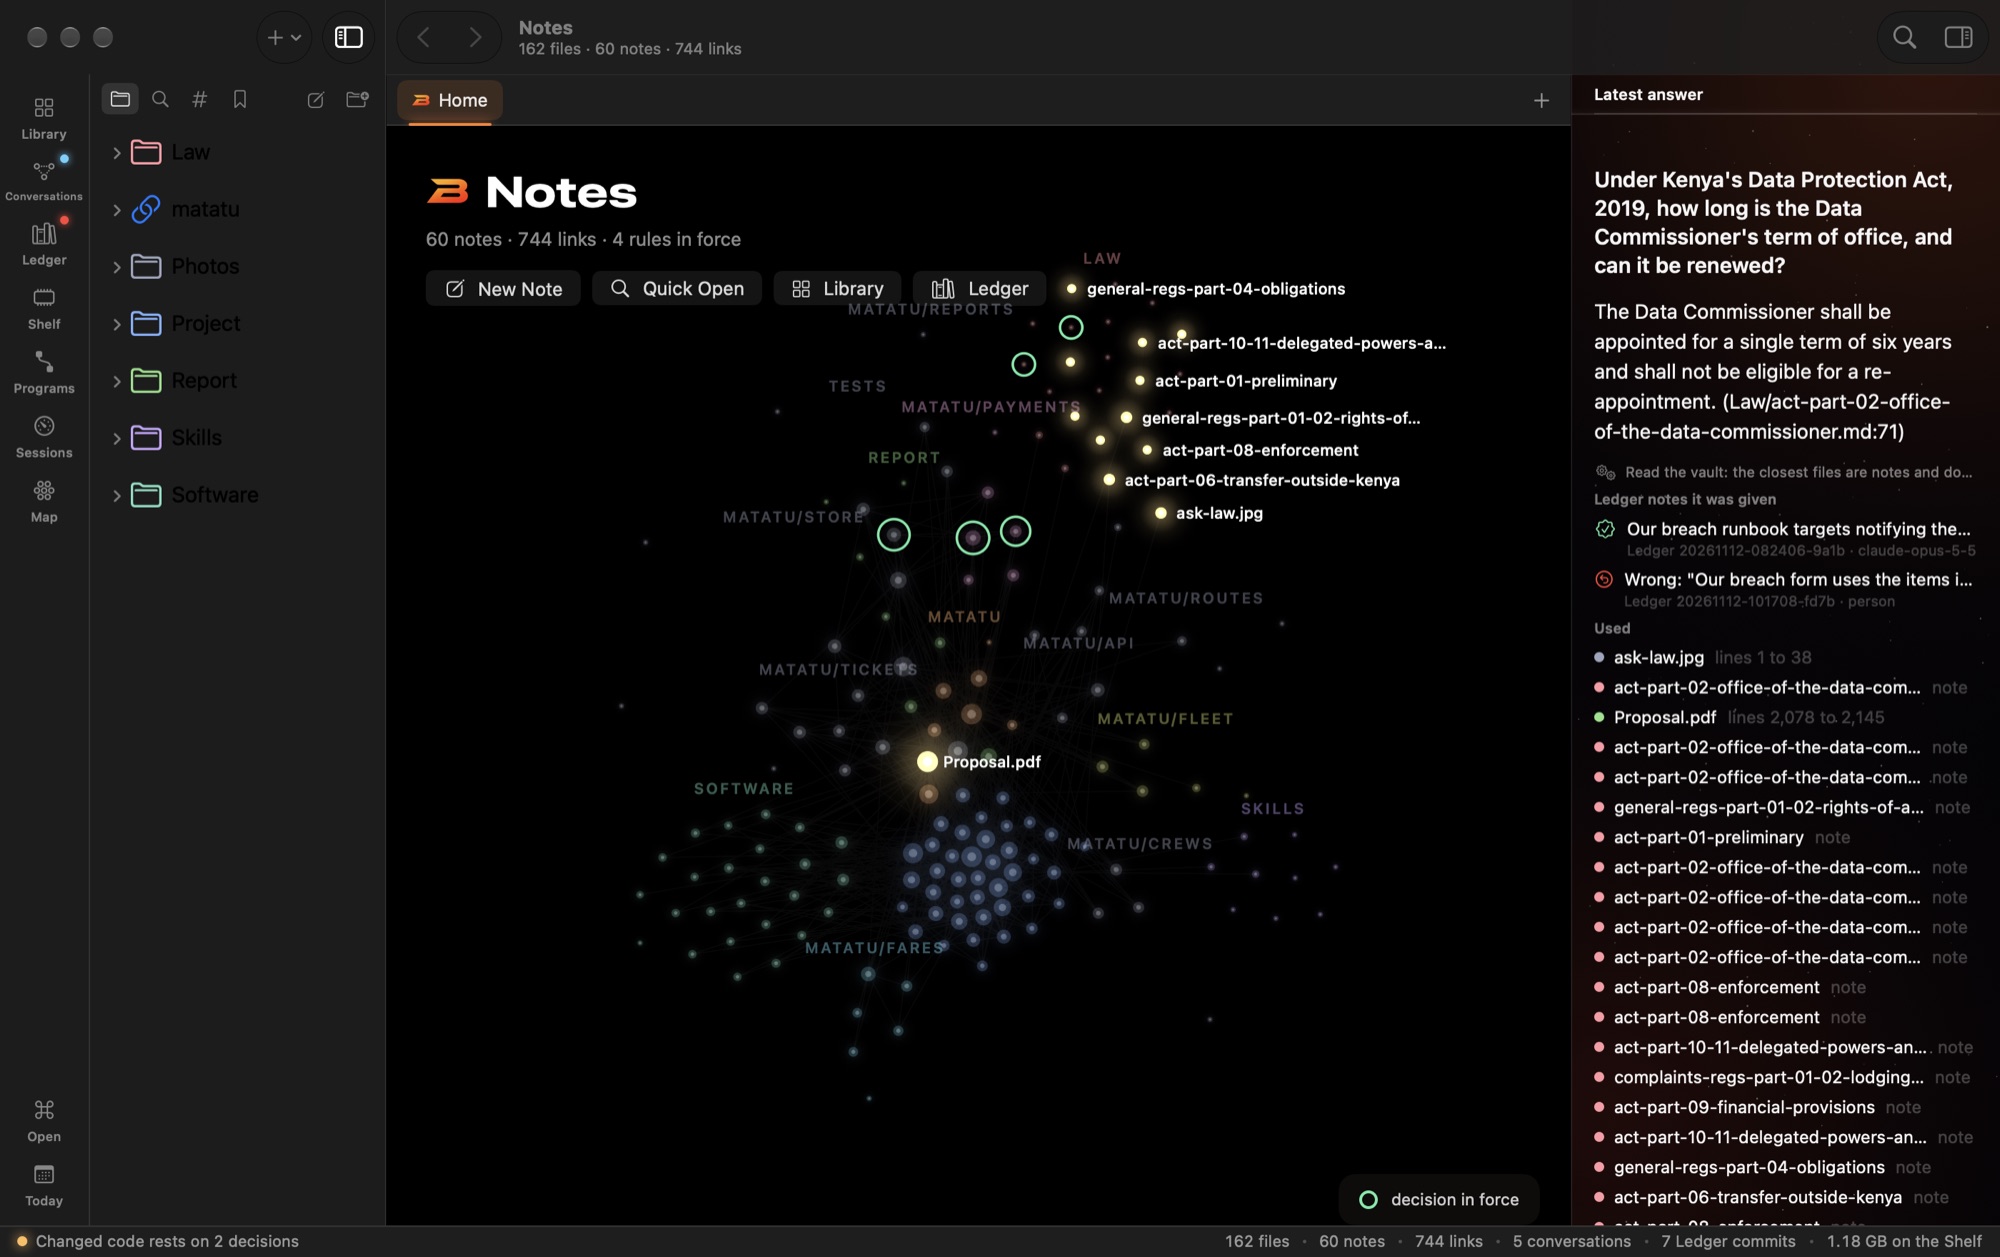 Notes
162 files · 60 notes · 744 links
Library
Conversations
Ledger
Shelf
Programs
Sessions
Map
Open
Today
Law
matatu
Photos
Project
Report
Skills
Software
Home
Notes
60 notes · 744 links · 4 rules in force
New Note
Quick Open
Library
Ledger
LAW
general-regs-part-04-obligations
MATATU/REPORTS
act-part-10-11-delegated-powers-a...
act-part-01-preliminary
TESTS
MATATU/PAYMENTS
general-regs-part-01-02-rights-of...
act-part-08-enforcement
REPORT
act-part-06-transfer-outside-kenya
MATATU/STORE
ask-law.jpg
MATATU/ROUTES
MATATU
MATATU/API
MATATU/TICKETS
MATATU/FLEET
Proposal.pdf
SOFTWARE
SKILLS
MATATU/CREWS
MATATU/FARES
decision in force
Latest answer
Under Kenya's Data Protection Act,
2019, how long is the Data
Commissioner's term of office, and
can it be renewed?
The Data Commissioner shall be
appointed for a single term of six years
and shall not be eligible for a re-
appointment. (Law/act-part-02-office-
of-the-data-commissioner.md:71)
Read the vault: the closest files are notes and do...
Ledger notes it was given
Our breach runbook targets notifying the...
Ledger 20261112-082406-9a1b · claude-opus-5-5
Wrong: "Our breach form uses the items i...
Ledger 20261112-101708-fd7b · person
Used
ask-law.jpg lines 1 to 38
act-part-02-office-of-the-data-com... note
Proposal.pdf lines 2,078 to 2,145
act-part-02-office-of-the-data-com... note
act-part-02-office-of-the-data-com... note
general-regs-part-01-02-rights-of-a... note
act-part-01-preliminary note
act-part-02-office-of-the-data-com... note
act-part-02-office-of-the-data-com... note
act-part-02-office-of-the-data-com... note
act-part-02-office-of-the-data-com... note
act-part-08-enforcement note
act-part-08-enforcement note
act-part-10-11-delegated-powers-an... note
complaints-regs-part-01-02-lodging... note
act-part-09-financial-provisions note
act-part-10-11-delegated-powers-an... note
general-regs-part-04-obligations note
act-part-06-transfer-outside-kenya note
act-part-08-enforcement note
Changed code rests on 2 decisions
162 files · 60 notes · 744 links · 5 conversations · 7 Ledger commits · 1.18 GB on the Shelf